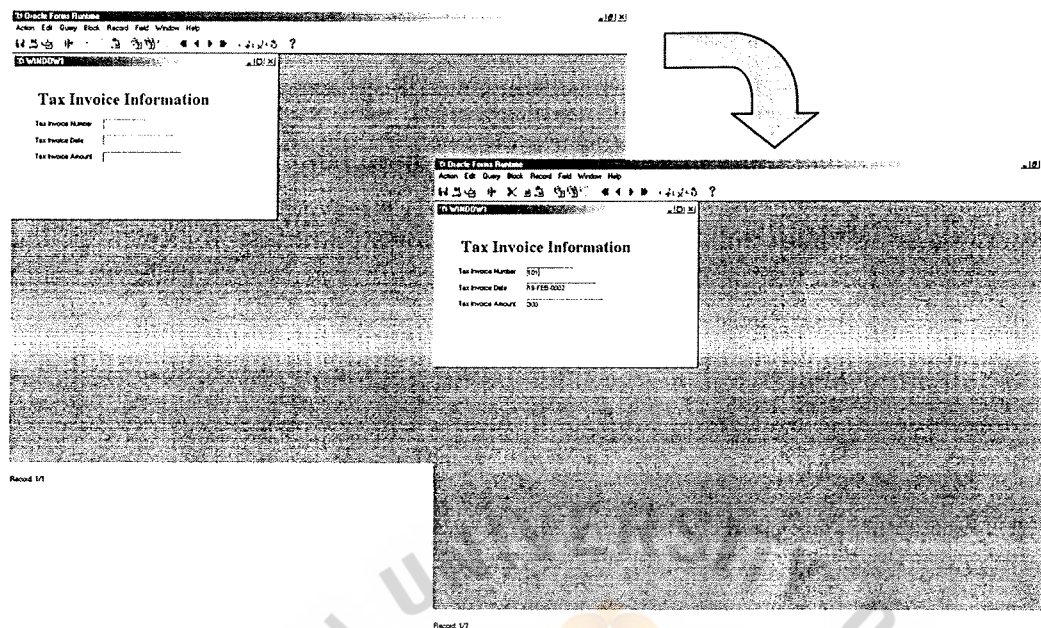 Oracle Forms Runtime
Action Edit Query Block Record Field Window Help
?
WINDOW1
Tax Invoice Information
Tax Invoice Number
Tax Invoice Date
Tax Invoice Amount
Record: 1/1
Oracle Forms Runtime
Action Edit Query Block Record Field Window Help
?
WINDOW1
Tax Invoice Information
Tax Invoice Number
Tax Invoice Date
Tax Invoice Amount
UNIVERSITY